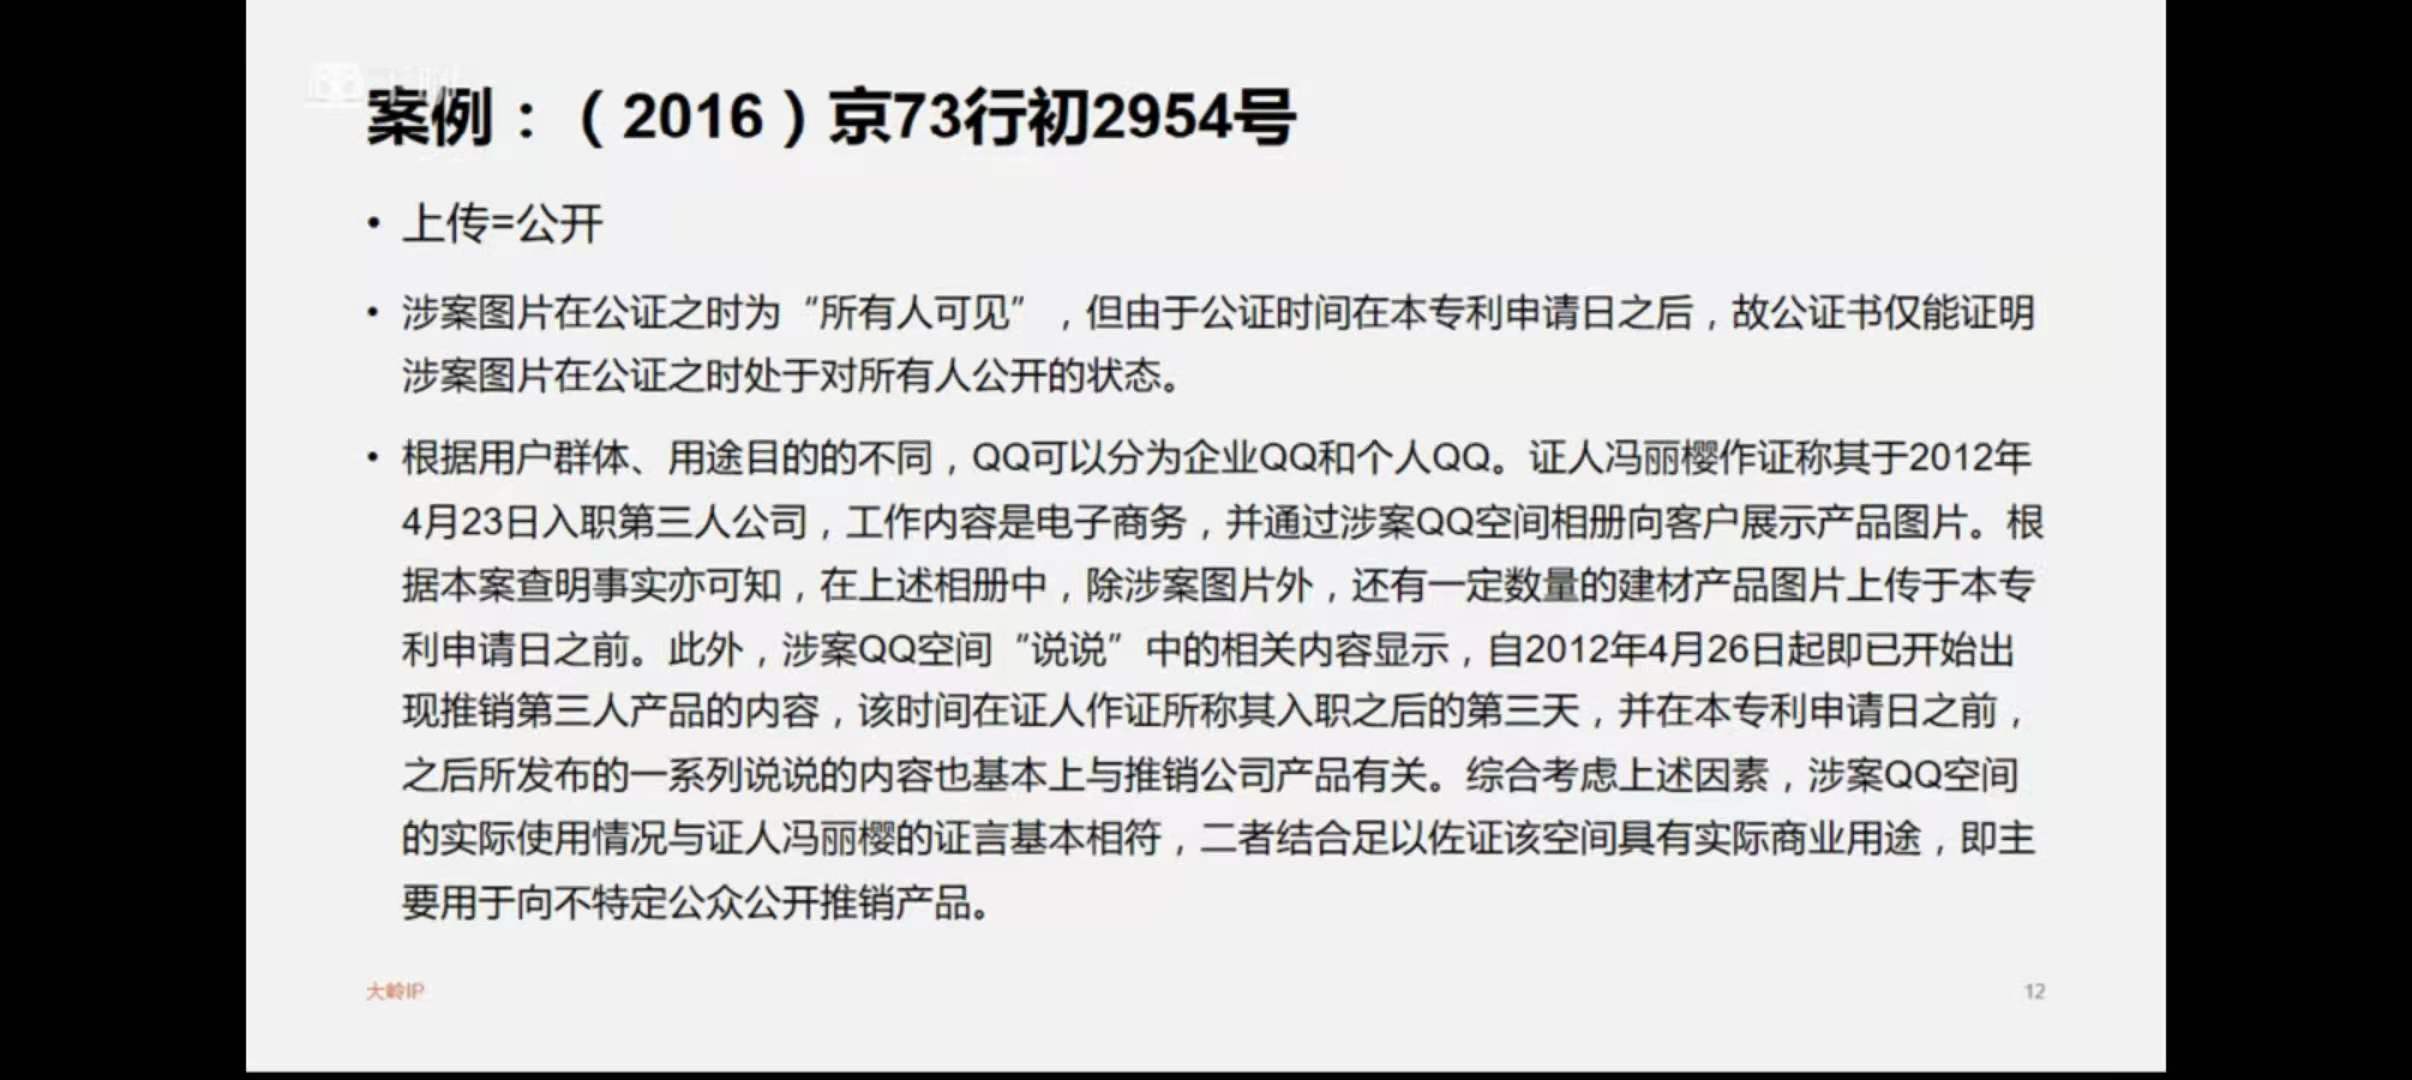 案例：（2016）京73行初2954号
• 上传=公开
• 涉案图片在公证之时为“所有人可见”，但由于公证时间在本专利申请日之后，故公证书仅能证明
涉案图片在公证之时处于对所有人公开的状态。
• 根据用户群体、用途目的的不同，QQ可以分为企业QQ和个人QQ。证人冯丽樱作证称其于2012年
4月23日入职第三人公司，工作内容是电子商务，并通过涉案QQ空间相册向客户展示产品图片。根
据本案查明事实亦可知，在上述相册中，除涉案图片外，还有一定数量的建材产品图片上传于本专
利申请日之前。此外，涉案QQ空间“说说”中的相关内容显示，自2012年4月26日起即已开始出
现推销第三人产品的内容，该时间在证人作证所称其入职之后的第三天，并在本专利申请日之前，
之后所发布的一系列说说的内容也基本上与推销公司产品有关。综合考虑上述因素，涉案QQ空间
的实际使用情况与证人冯丽樱的证言基本相符，二者结合足以佐证该空间具有实际商业用途，即主
要用于向不特定公众公开推销产品。
大岭IP
12